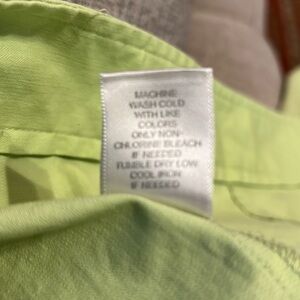 MACHINE
WASH COLD
WITH LIKE
COLORS
ONLY NON-
CHLORINE BLEACH
IF NEEDED
TUMBLE DRY LOW
COOL IRON
IF NEEDED